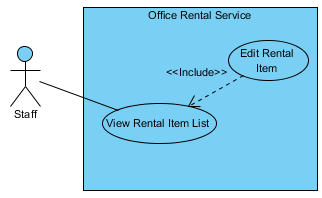 Office Rental Service
Edit Rental
Item
<<Include>>
Staff
View Rental Item List